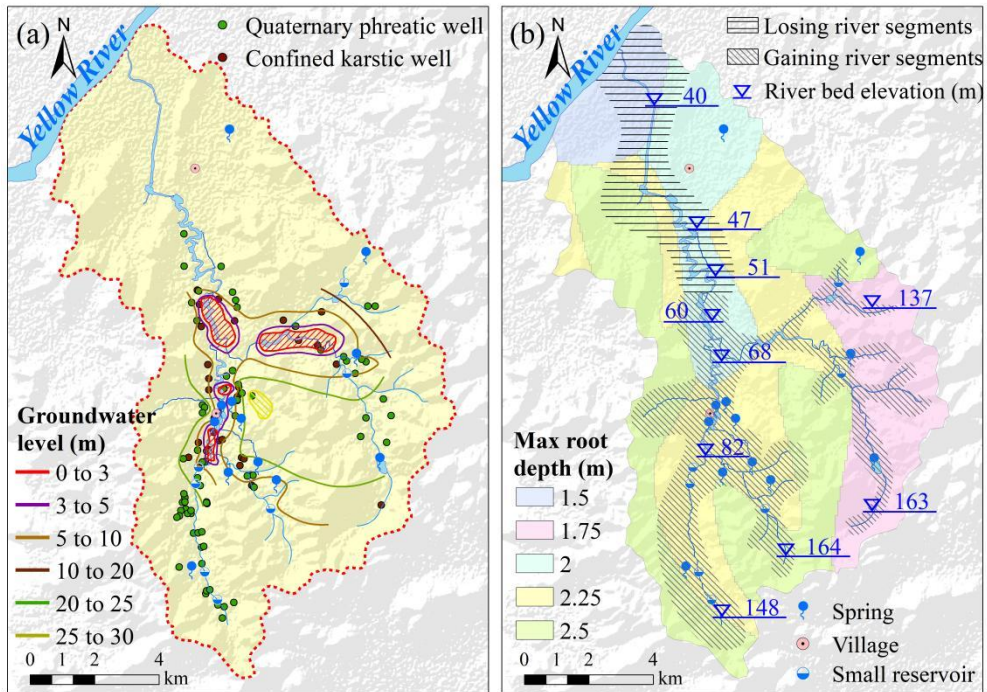 (a)
N
Yellow River
Quaternary phreatic well
Confined karstic well
Groundwater
level (m)
0 to 3
3 to 5
5 to 10
10 to 20
20 to 25
25 to 30
0 1 2 4
km
(b)
N
Yellow River
Losing river segments
Gaining river segments
River bed elevation (m)
40
47
51
60
137
68
82
163
164
148
Max root
depth (m)
1.5
1.75
2
2.25
2.5
Spring
Village
Small reservoir
0 1 2 4
km